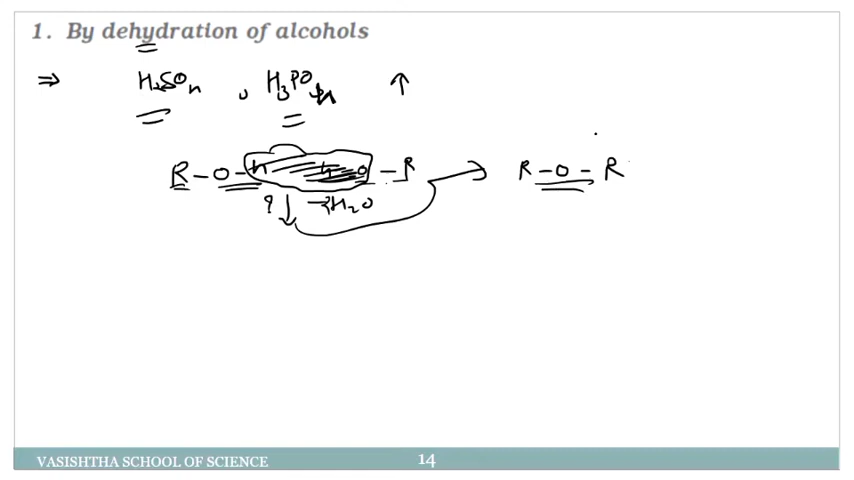 1. By dehydration of alcohols
⇒ H₂SO₄ , H₃PO₄ ↑
R - O - H H O - R → R - O - R
↓ - H₂O
VASISHTHA SCHOOL OF SCIENCE 14